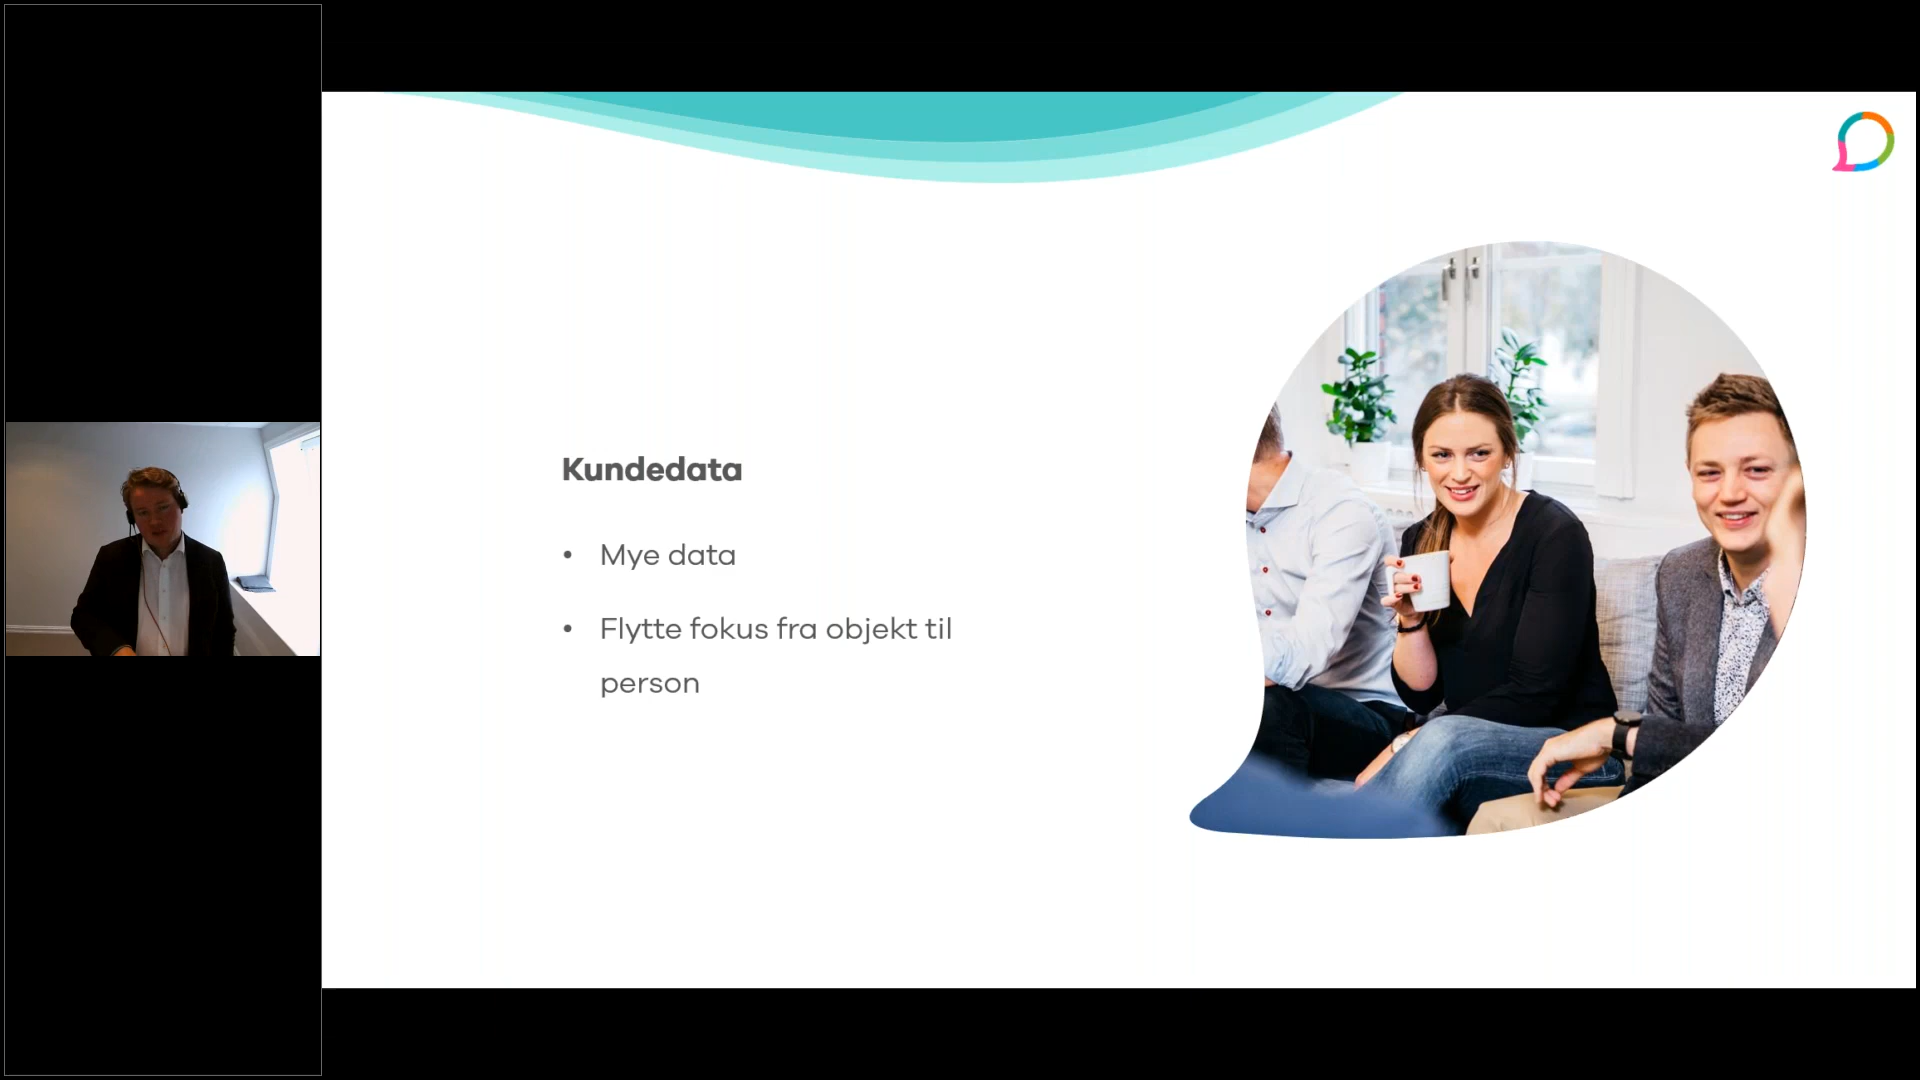 Kundedata
• Mye data
• Flytte fokus fra objekt til
person